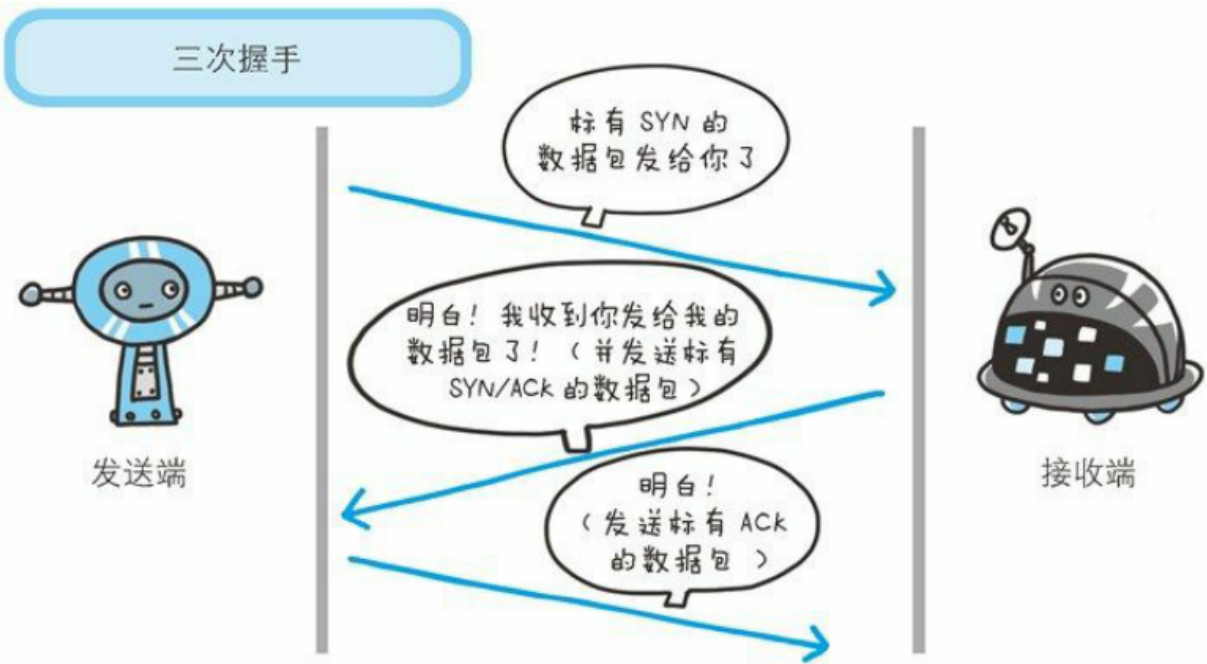 三次握手
标有 SYN 的
数据包发给你了
明白！我收到你发给我的
数据包了！（并发送标有
SYN/ACK 的数据包）
发送端
接收端
明白！
（发送标有 ACK
的数据包）